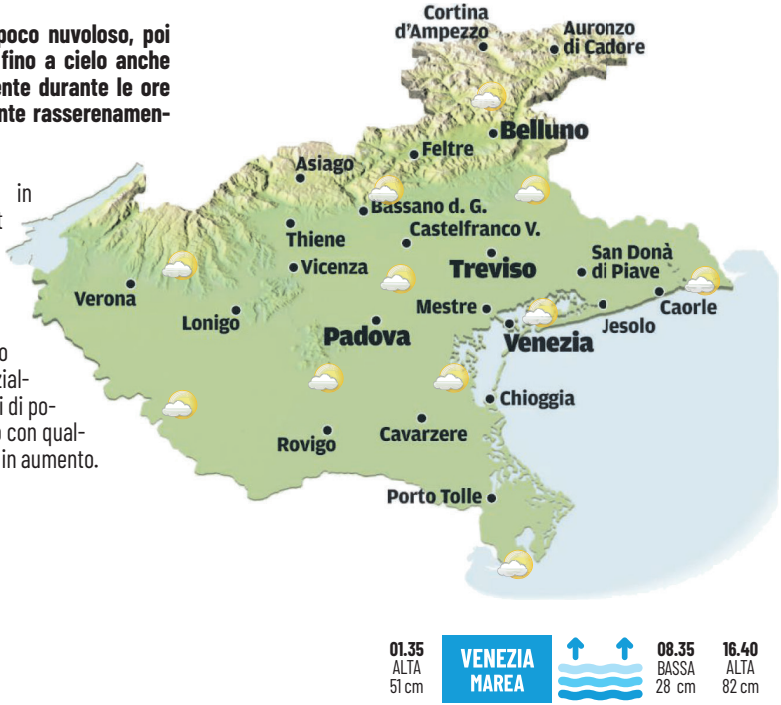 poco nuvoloso, poi
fino a cielo anche
durante le ore
rasserenamen-
in
di po-
con qual-
in aumento.
Cortina
d'Ampezzo
Auronzo
di Cadore
Belluno
Feltre
Asiago
Bassano d. G.
Castelfranco V.
Thiene
Vicenza
Treviso
San Donà
di Piave
Verona
Lonigo
Mestre
Caorle
Jesolo
Padova
Venezia
Chioggia
Rovigo
Cavarzere
Porto Tolle
01.35
ALTA
51 cm
VENEZIA
MAREA
08.35
BASSA
28 cm
16.40
ALTA
82 cm